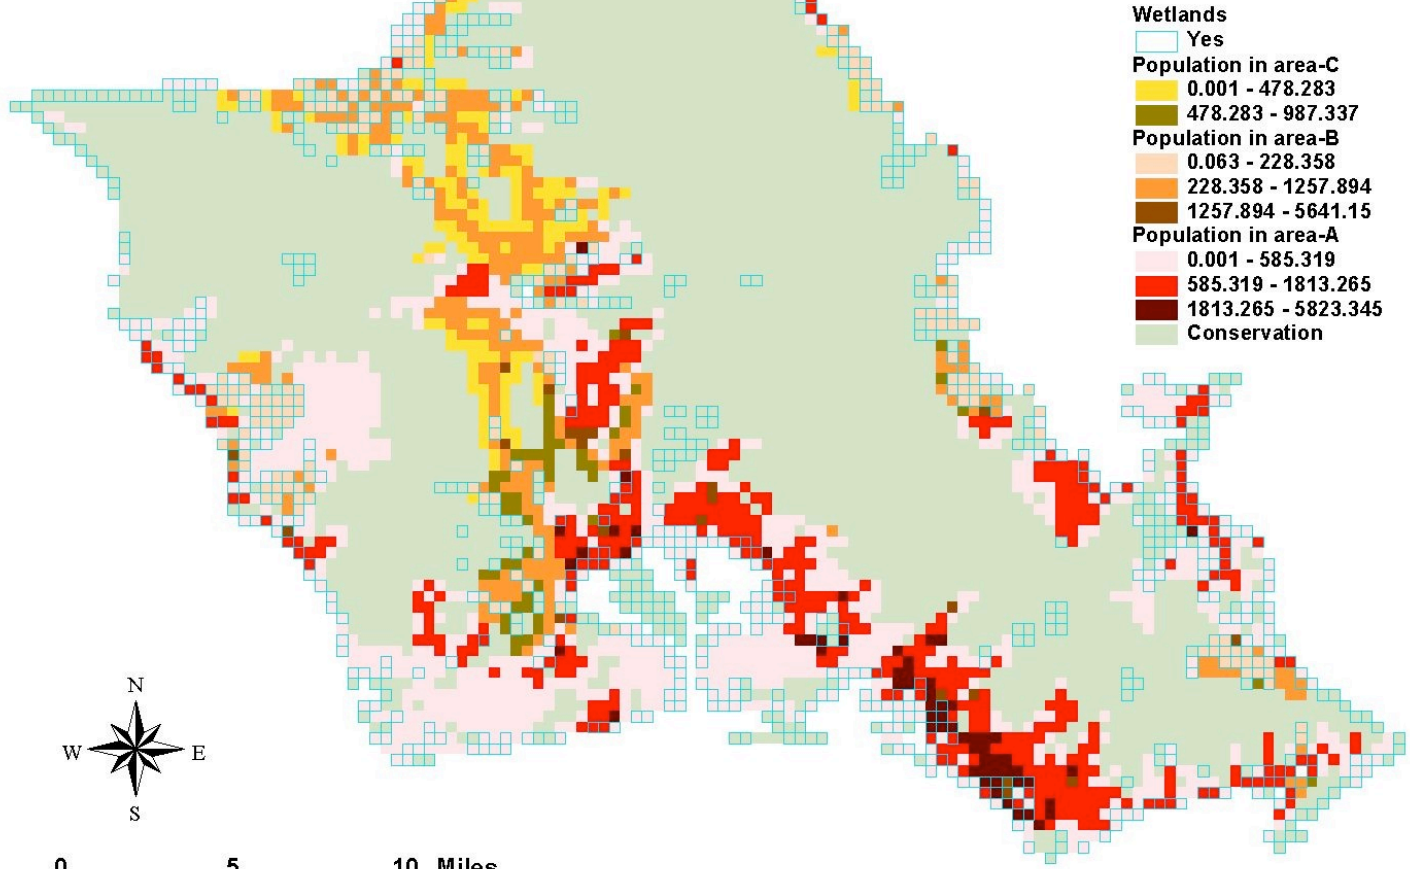 Wetlands
Yes
Population in area-C
0.001 - 478.283
478.283 - 987.337
Population in area-B
0.063 - 228.358
228.358 - 1257.894
1257.894 - 5641.15
Population in area-A
0.001 - 585.319
585.319 - 1813.265
1813.265 - 5823.345
Conservation
N
W E
S
0 5 10 Miles